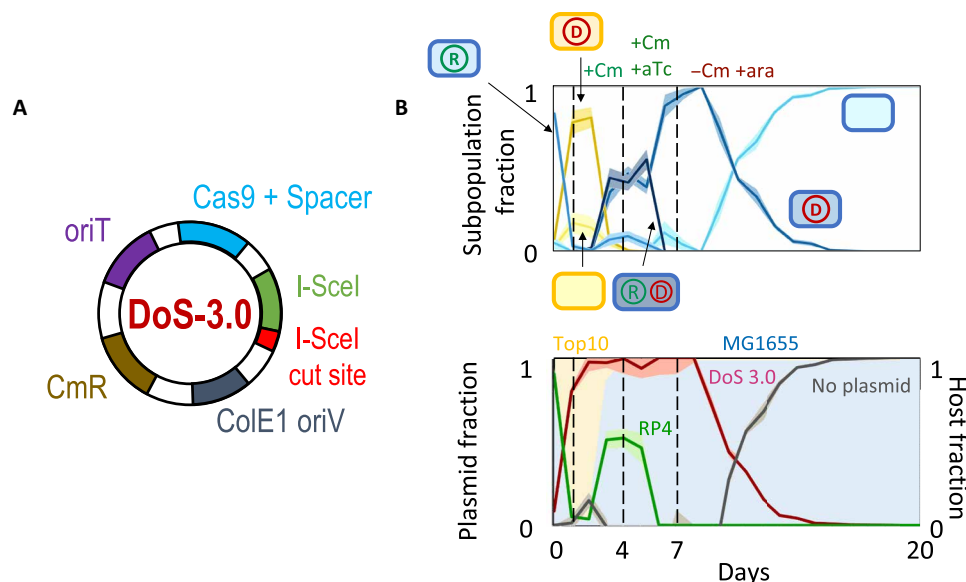 A
oriT
Cas9 + Spacer
I-SceI
I-SceI
cut site
ColE1 oriV
CmR
DoS-3.0
B
R
D
+Cm
+Cm
+aTc
−Cm +ara
Subpopulation
fraction
1
0
D
R D
Top10
MG1655
DoS 3.0
No plasmid
RP4
Plasmid fraction
Host fraction
1
1
0
0
0 4 7 20
Days